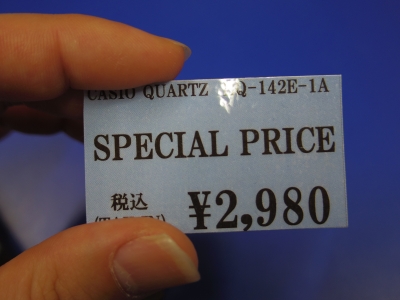 CASIO QUARTZ
SPECIAL PRICE
税込
¥2,980